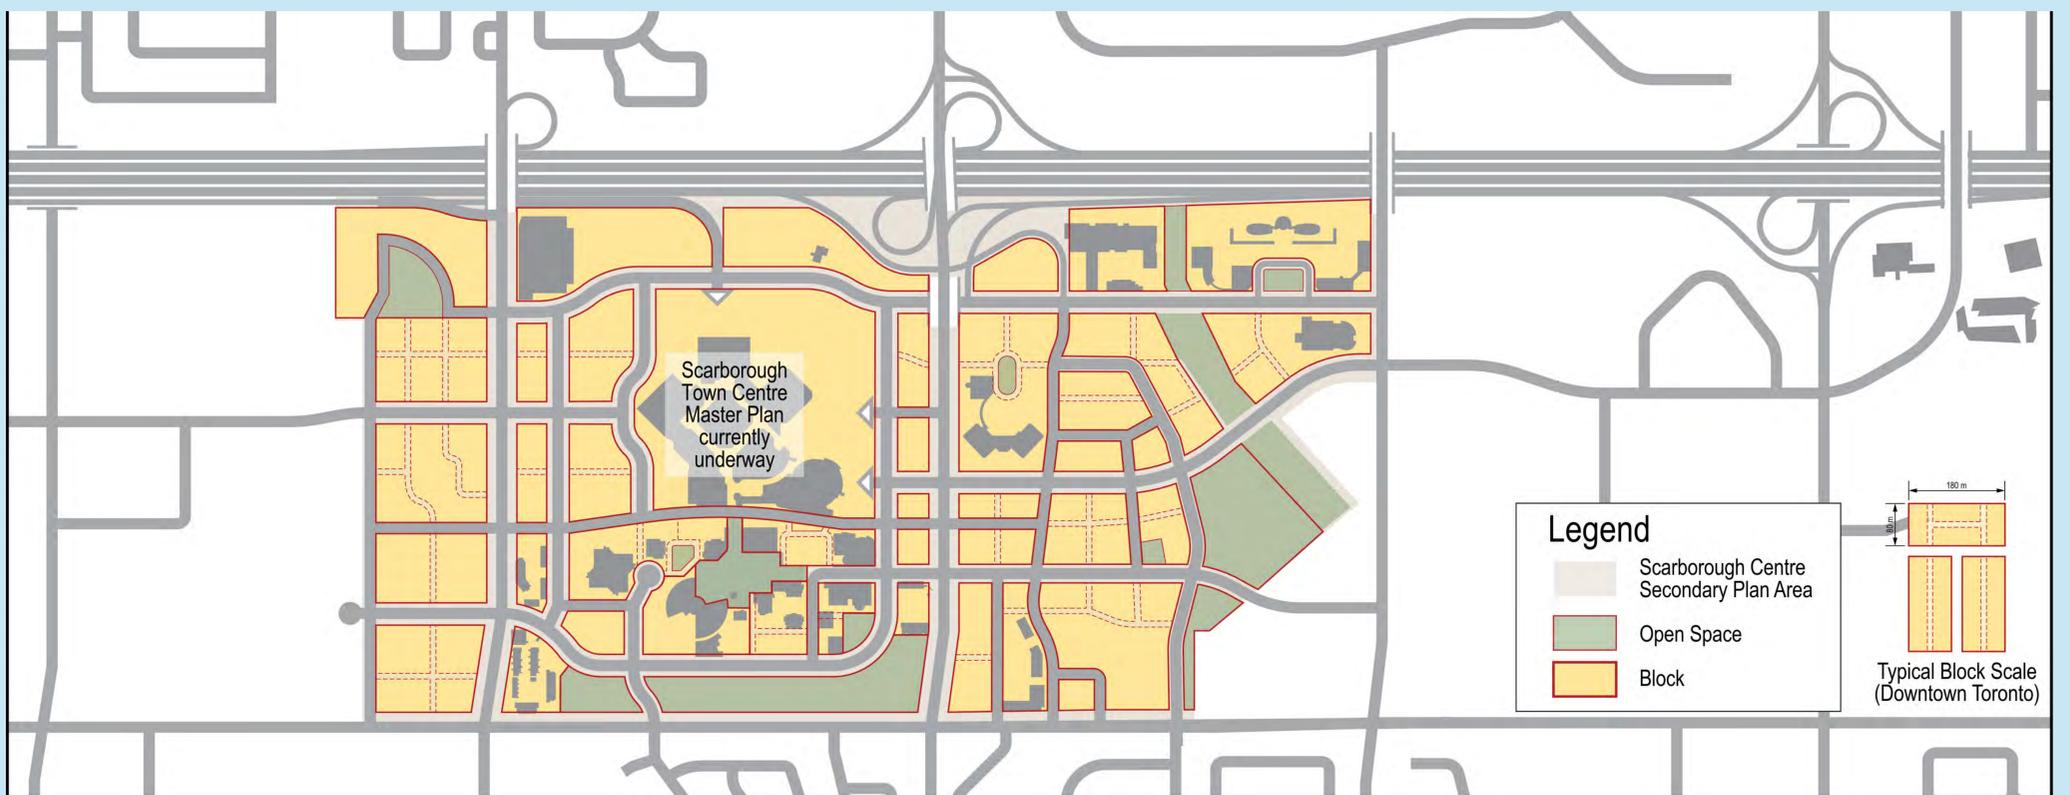 Scarborough
Town Centre
Master Plan
currently
underway
Legend
Scarborough Centre
Secondary Plan Area
Open Space
Block
180 m
80 m
Typical Block Scale
(Downtown Toronto)